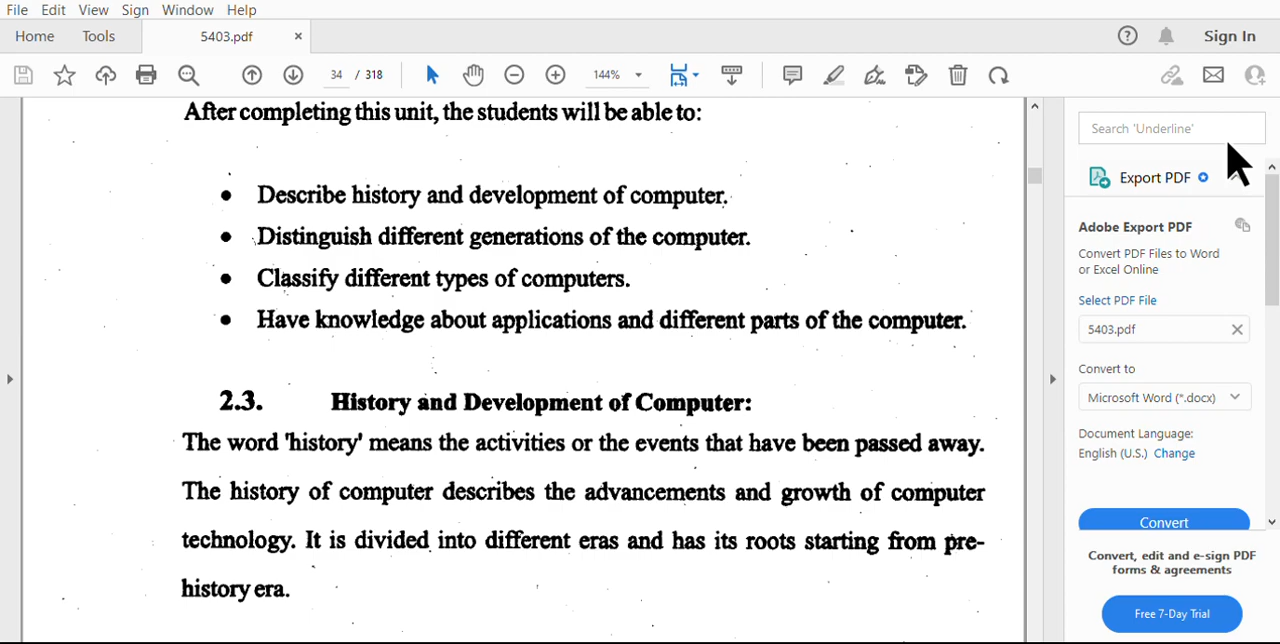 File Edit View Sign Window Help
Home Tools 5403.pdf × Sign In
34 / 318 144%
After completing this unit, the students will be able to:
• Describe history and development of computer.
• Distinguish different generations of the computer.
• Classify different types of computers.
• Have knowledge about applications and different parts of the computer.
2.3. History and Development of Computer:
The word 'history' means the activities or the events that have been passed away.
The history of computer describes the advancements and growth of computer
technology. It is divided into different eras and has its roots starting from pre-
history era.
Search 'Underline'
Export PDF
Adobe Export PDF
Convert PDF Files to Word
or Excel Online
Select PDF File
5403.pdf
Convert to
Microsoft Word (*.docx)
Document Language:
English (U.S.) Change
Convert
Convert, edit and e-sign PDF
forms & agreements
Free 7-Day Trial